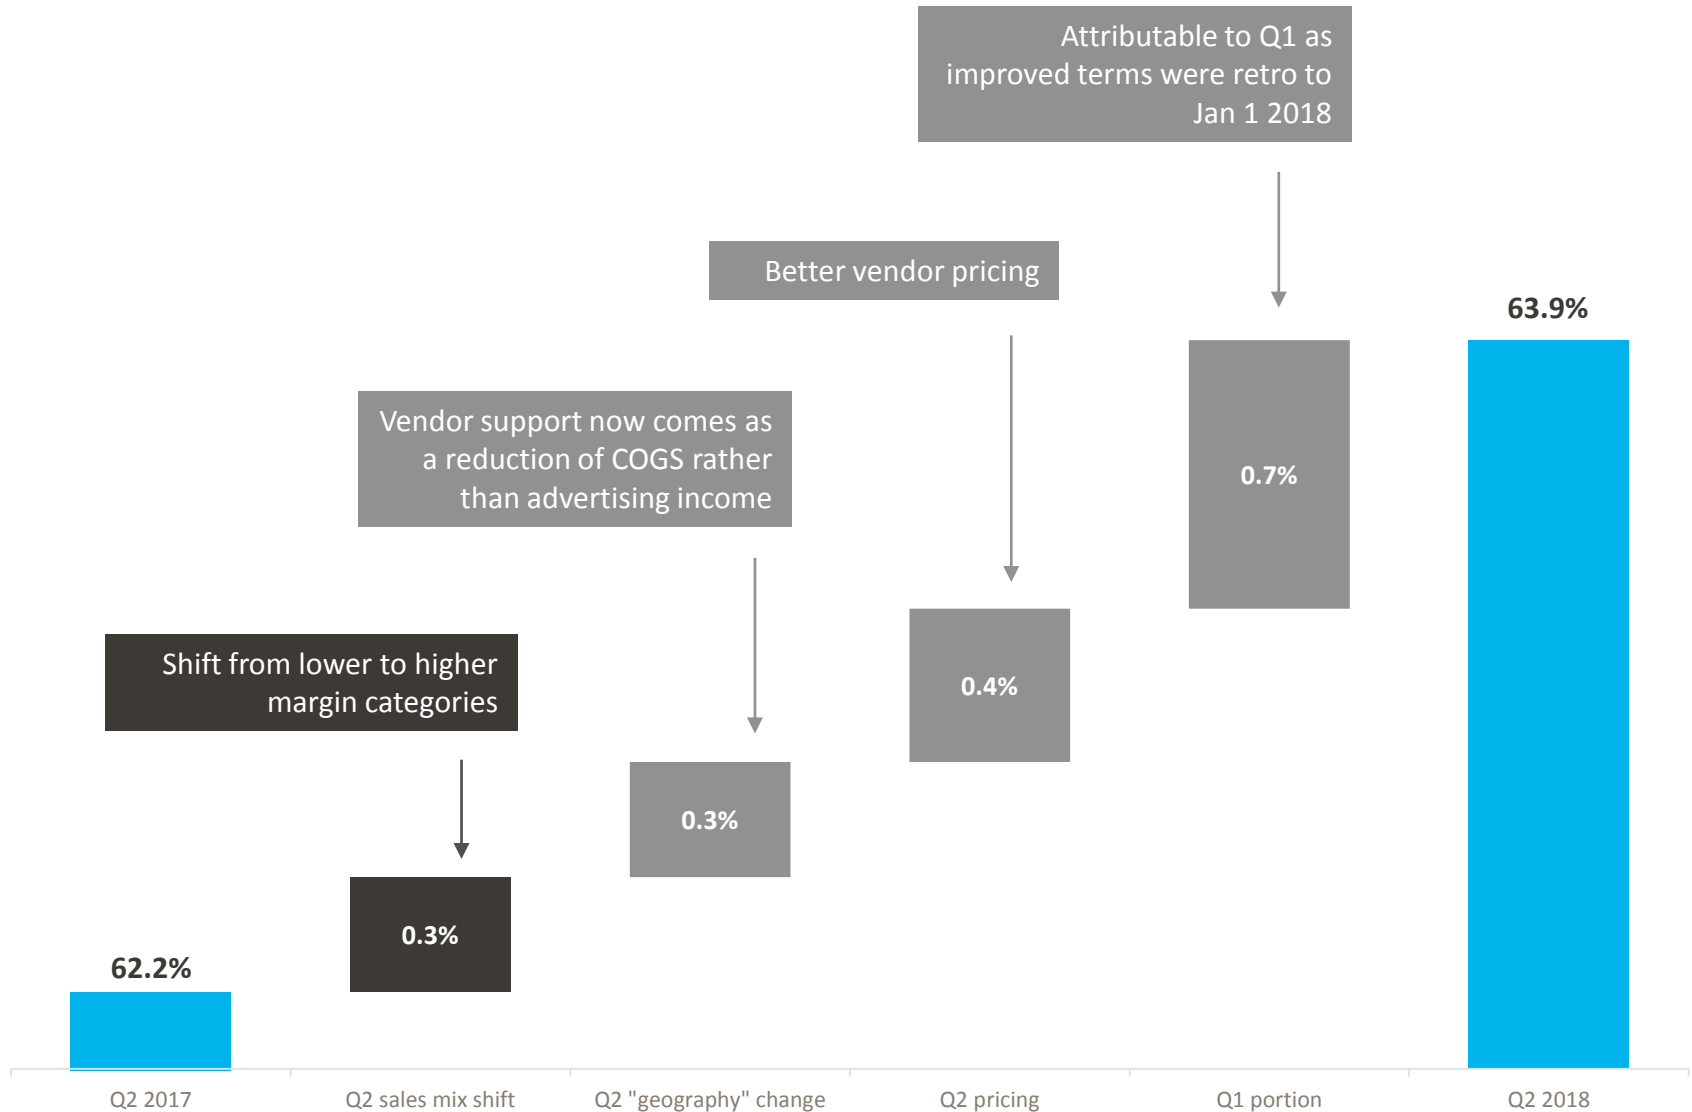 Attributable to Q1 as
improved terms were retro to
Jan 1 2018
Better vendor pricing
63.9%
Vendor support now comes as
a reduction of COGS rather
than advertising income
0.7%
Shift from lower to higher
margin categories
0.4%
0.3%
0.3%
62.2%
Q2 2017
Q2 sales mix shift
Q2 "geography" change
Q2 pricing
Q1 portion
Q2 2018